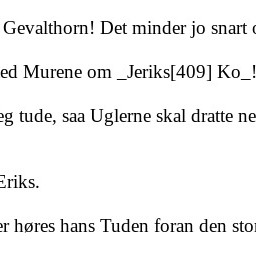 Gevalthorn! Det minder jo snart
ed Murene om _Jeriks[409] Ko_!
eg tude, saa Uglerne skal dratte ne
Eriks.
er høres hans Tuden foran den sto